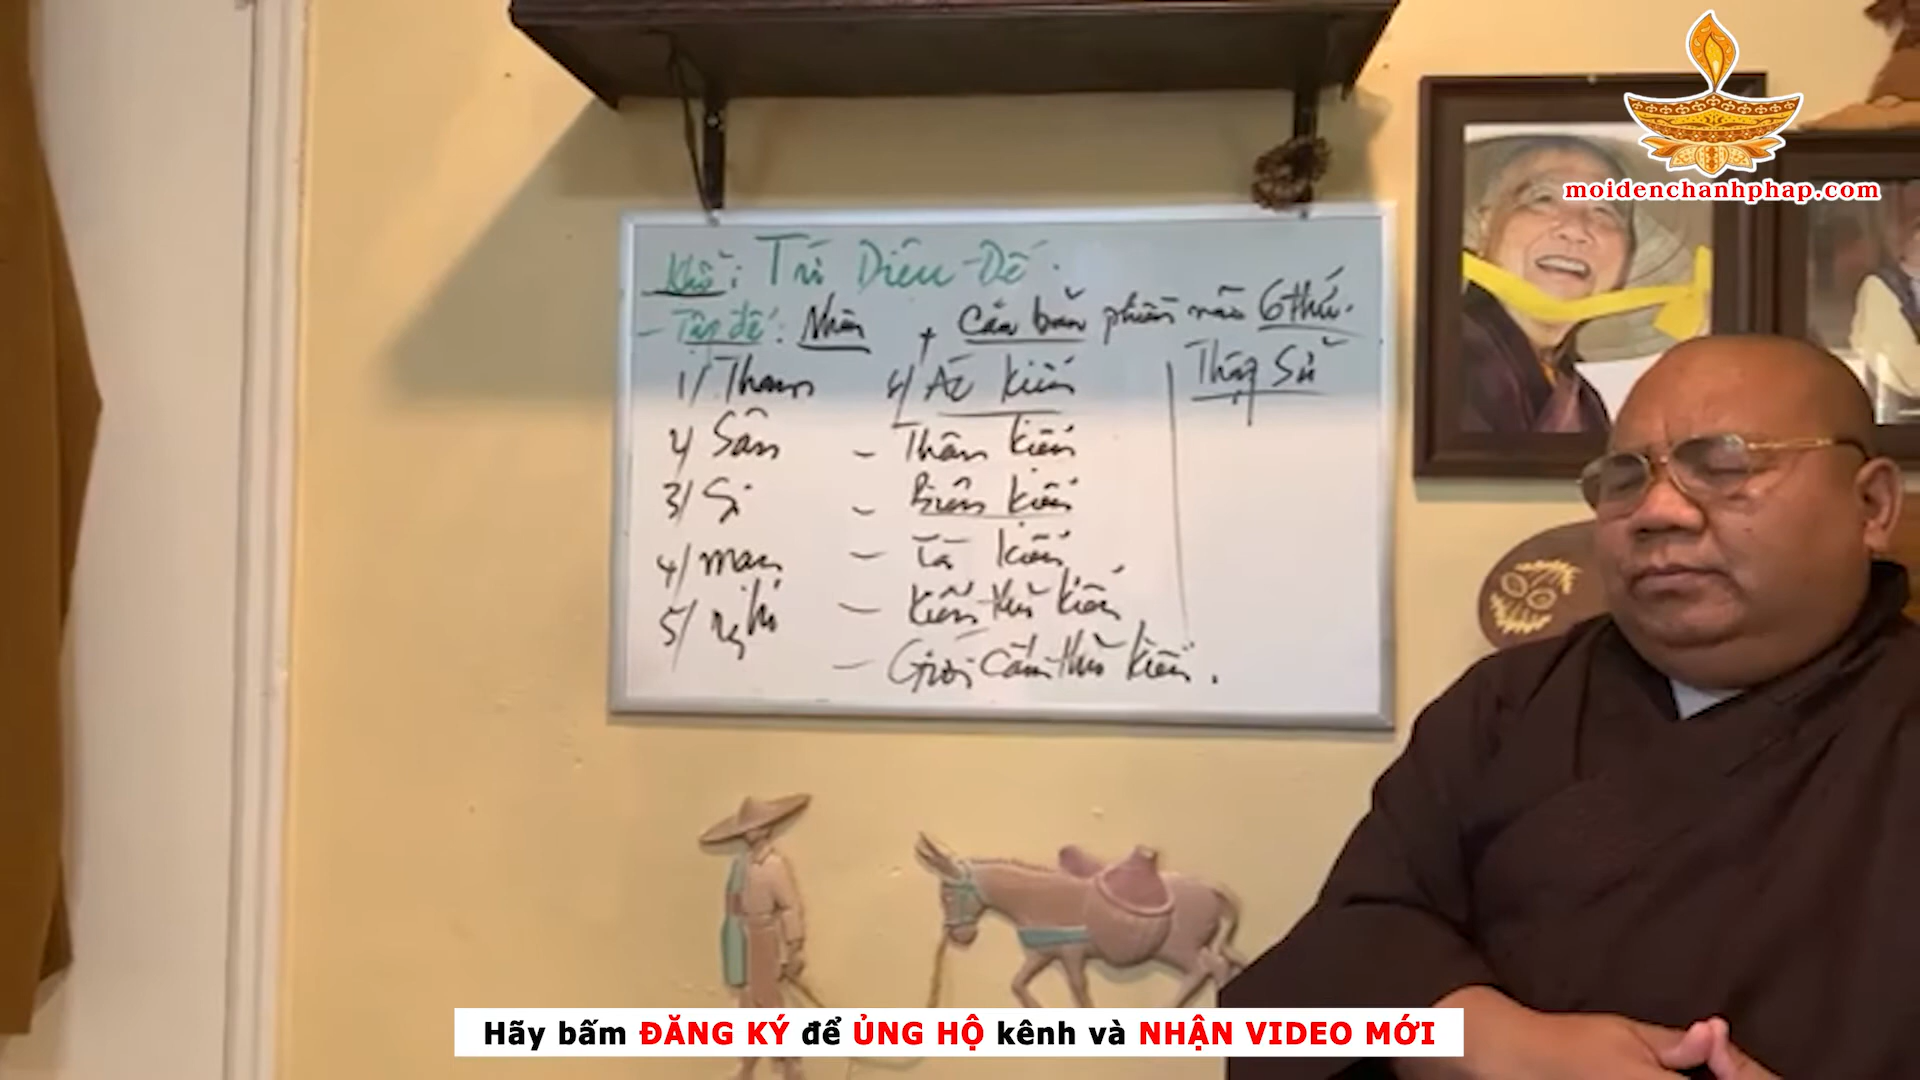 moidenchanhphap.com
Khổ: Tứ Diệu Đế.
- Tập đế: Nhân + Căn bản phiền não 6 thứ.
1/ Tham 6/ Ác kiến Thập Sử
2/ Sân - Thân kiến
3/ Si - Biên kiến
4/ mạn - Tà kiến
5/ nghi - Kiến thủ kiến
- Giới cấm thủ kiến.
Hãy bấm ĐĂNG KÝ để ỦNG HỘ kênh và NHẬN VIDEO MỚI